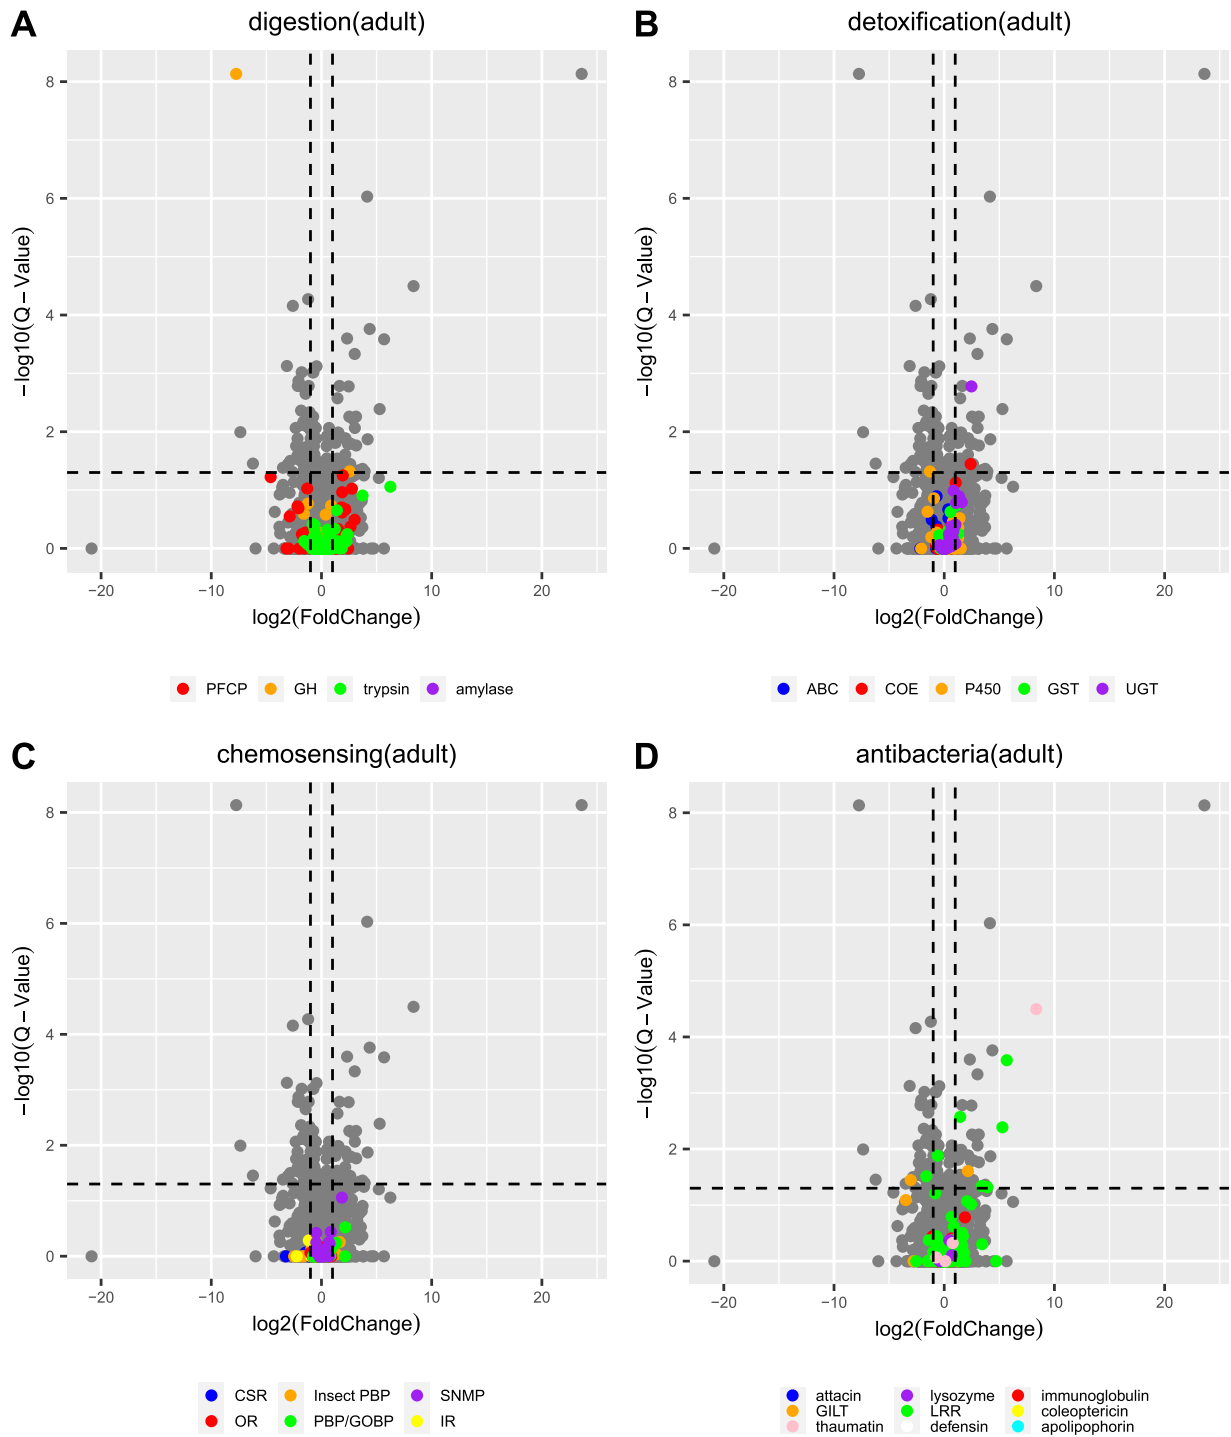 A
digestion(adult)
8
6
4
2
0
−log10(Q−Value)
−20
−10
0
10
20
log2(FoldChange)
PFCP
GH
trypsin
amylase
B
detoxification(adult)
8
6
4
2
0
−log10(Q−Value)
−20
−10
0
10
20
log2(FoldChange)
ABC
COE
P450
GST
UGT
C
chemosensing(adult)
8
6
4
2
0
−log10(Q−Value)
−20
−10
0
10
20
log2(FoldChange)
CSR
Insect PBP
SNMP
OR
PBP/GOBP
IR
D
antibacteria(adult)
8
6
4
2
0
−log10(Q−Value)
−20
−10
0
10
20
log2(FoldChange)
attacin
lysozyme
immunoglobulin
GILT
LRR
coleoptericin
thaumatin
defensin
apolipophorin